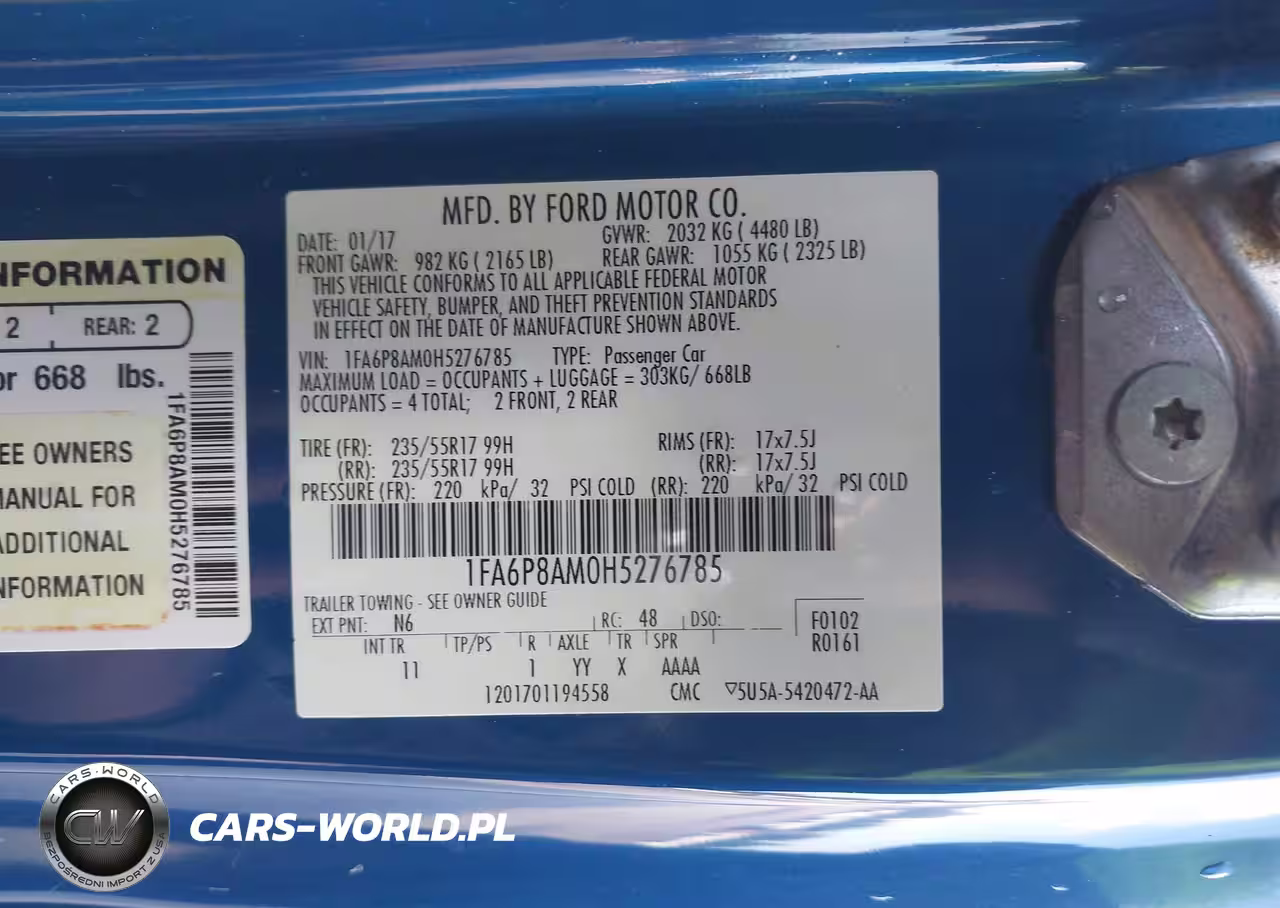 NFORMATION
2 REAR: 2
or 668 lbs.
EE OWNERS
MANUAL FOR
ADDITIONAL
NFORMATION
1FA6P8AM0H5276785
MFD. BY FORD MOTOR CO.
DATE: 01/17 GVWR: 2032 KG ( 4480 LB)
FRONT GAWR: 982 KG ( 2165 LB) REAR GAWR: 1055 KG ( 2325 LB)
THIS VEHICLE CONFORMS TO ALL APPLICABLE FEDERAL MOTOR
VEHICLE SAFETY, BUMPER, AND THEFT PREVENTION STANDARDS
IN EFFECT ON THE DATE OF MANUFACTURE SHOWN ABOVE.
VIN: 1FA6P8AM0H5276785 TYPE: Passenger Car
MAXIMUM LOAD = OCCUPANTS + LUGGAGE = 303KG/ 668LB
OCCUPANTS = 4 TOTAL; 2 FRONT, 2 REAR
TIRE (FR): 235/55R17 99H RIMS (FR): 17x7.5J
(RR): 235/55R17 99H (RR): 17x7.5J
PRESSURE (FR): 220 kPa/ 32 PSI COLD (RR): 220 kPa/ 32 PSI COLD
1FA6P8AM0H5276785
TRAILER TOWING - SEE OWNER GUIDE
EXT PNT: N6 RC: 48 DSO: F0102
INT TR TP/PS R AXLE TR SPR R0161
11 1 YY X AAAA
1201701194558 CMC ▽5U5A-5420472-AA
CARS-WORLD
CW
BEZPOŚREDNI IMPORT Z USA
CARS-WORLD.PL